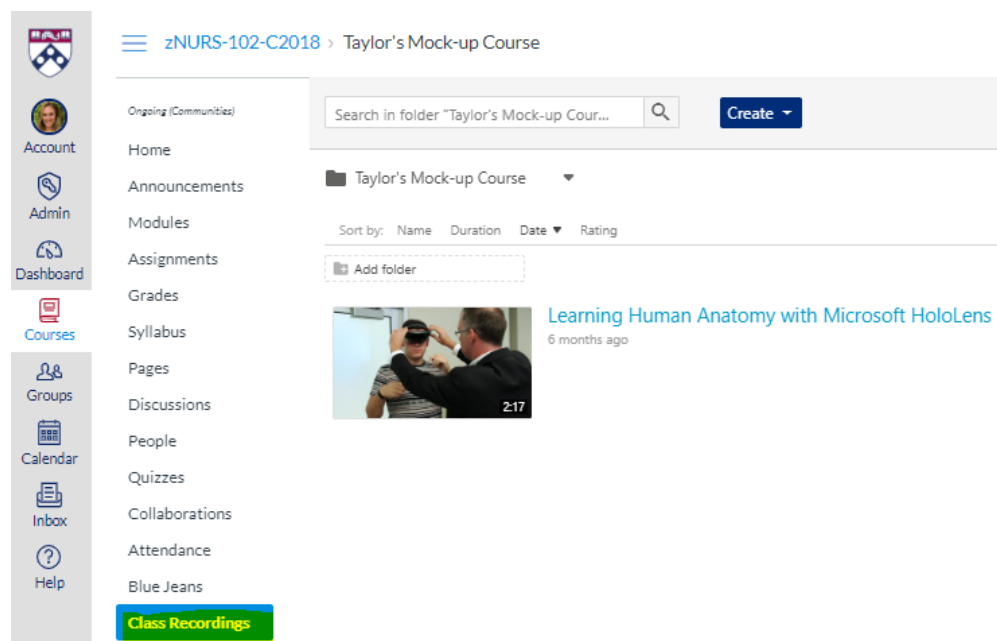 zNURS-102-C2018 › Taylor's Mock-up Course
Account
Admin
Dashboard
Courses
Groups
Calendar
Inbox
Help
Ongoing (Communities)
Home
Announcements
Modules
Assignments
Grades
Syllabus
Pages
Discussions
People
Quizzes
Collaborations
Attendance
Blue Jeans
Class Recordings
Search in folder "Taylor's Mock-up Cour...
Create
Taylor's Mock-up Course
Sort by: Name Duration Date Rating
Add folder
Learning Human Anatomy with Microsoft HoloLens
6 months ago
2:17